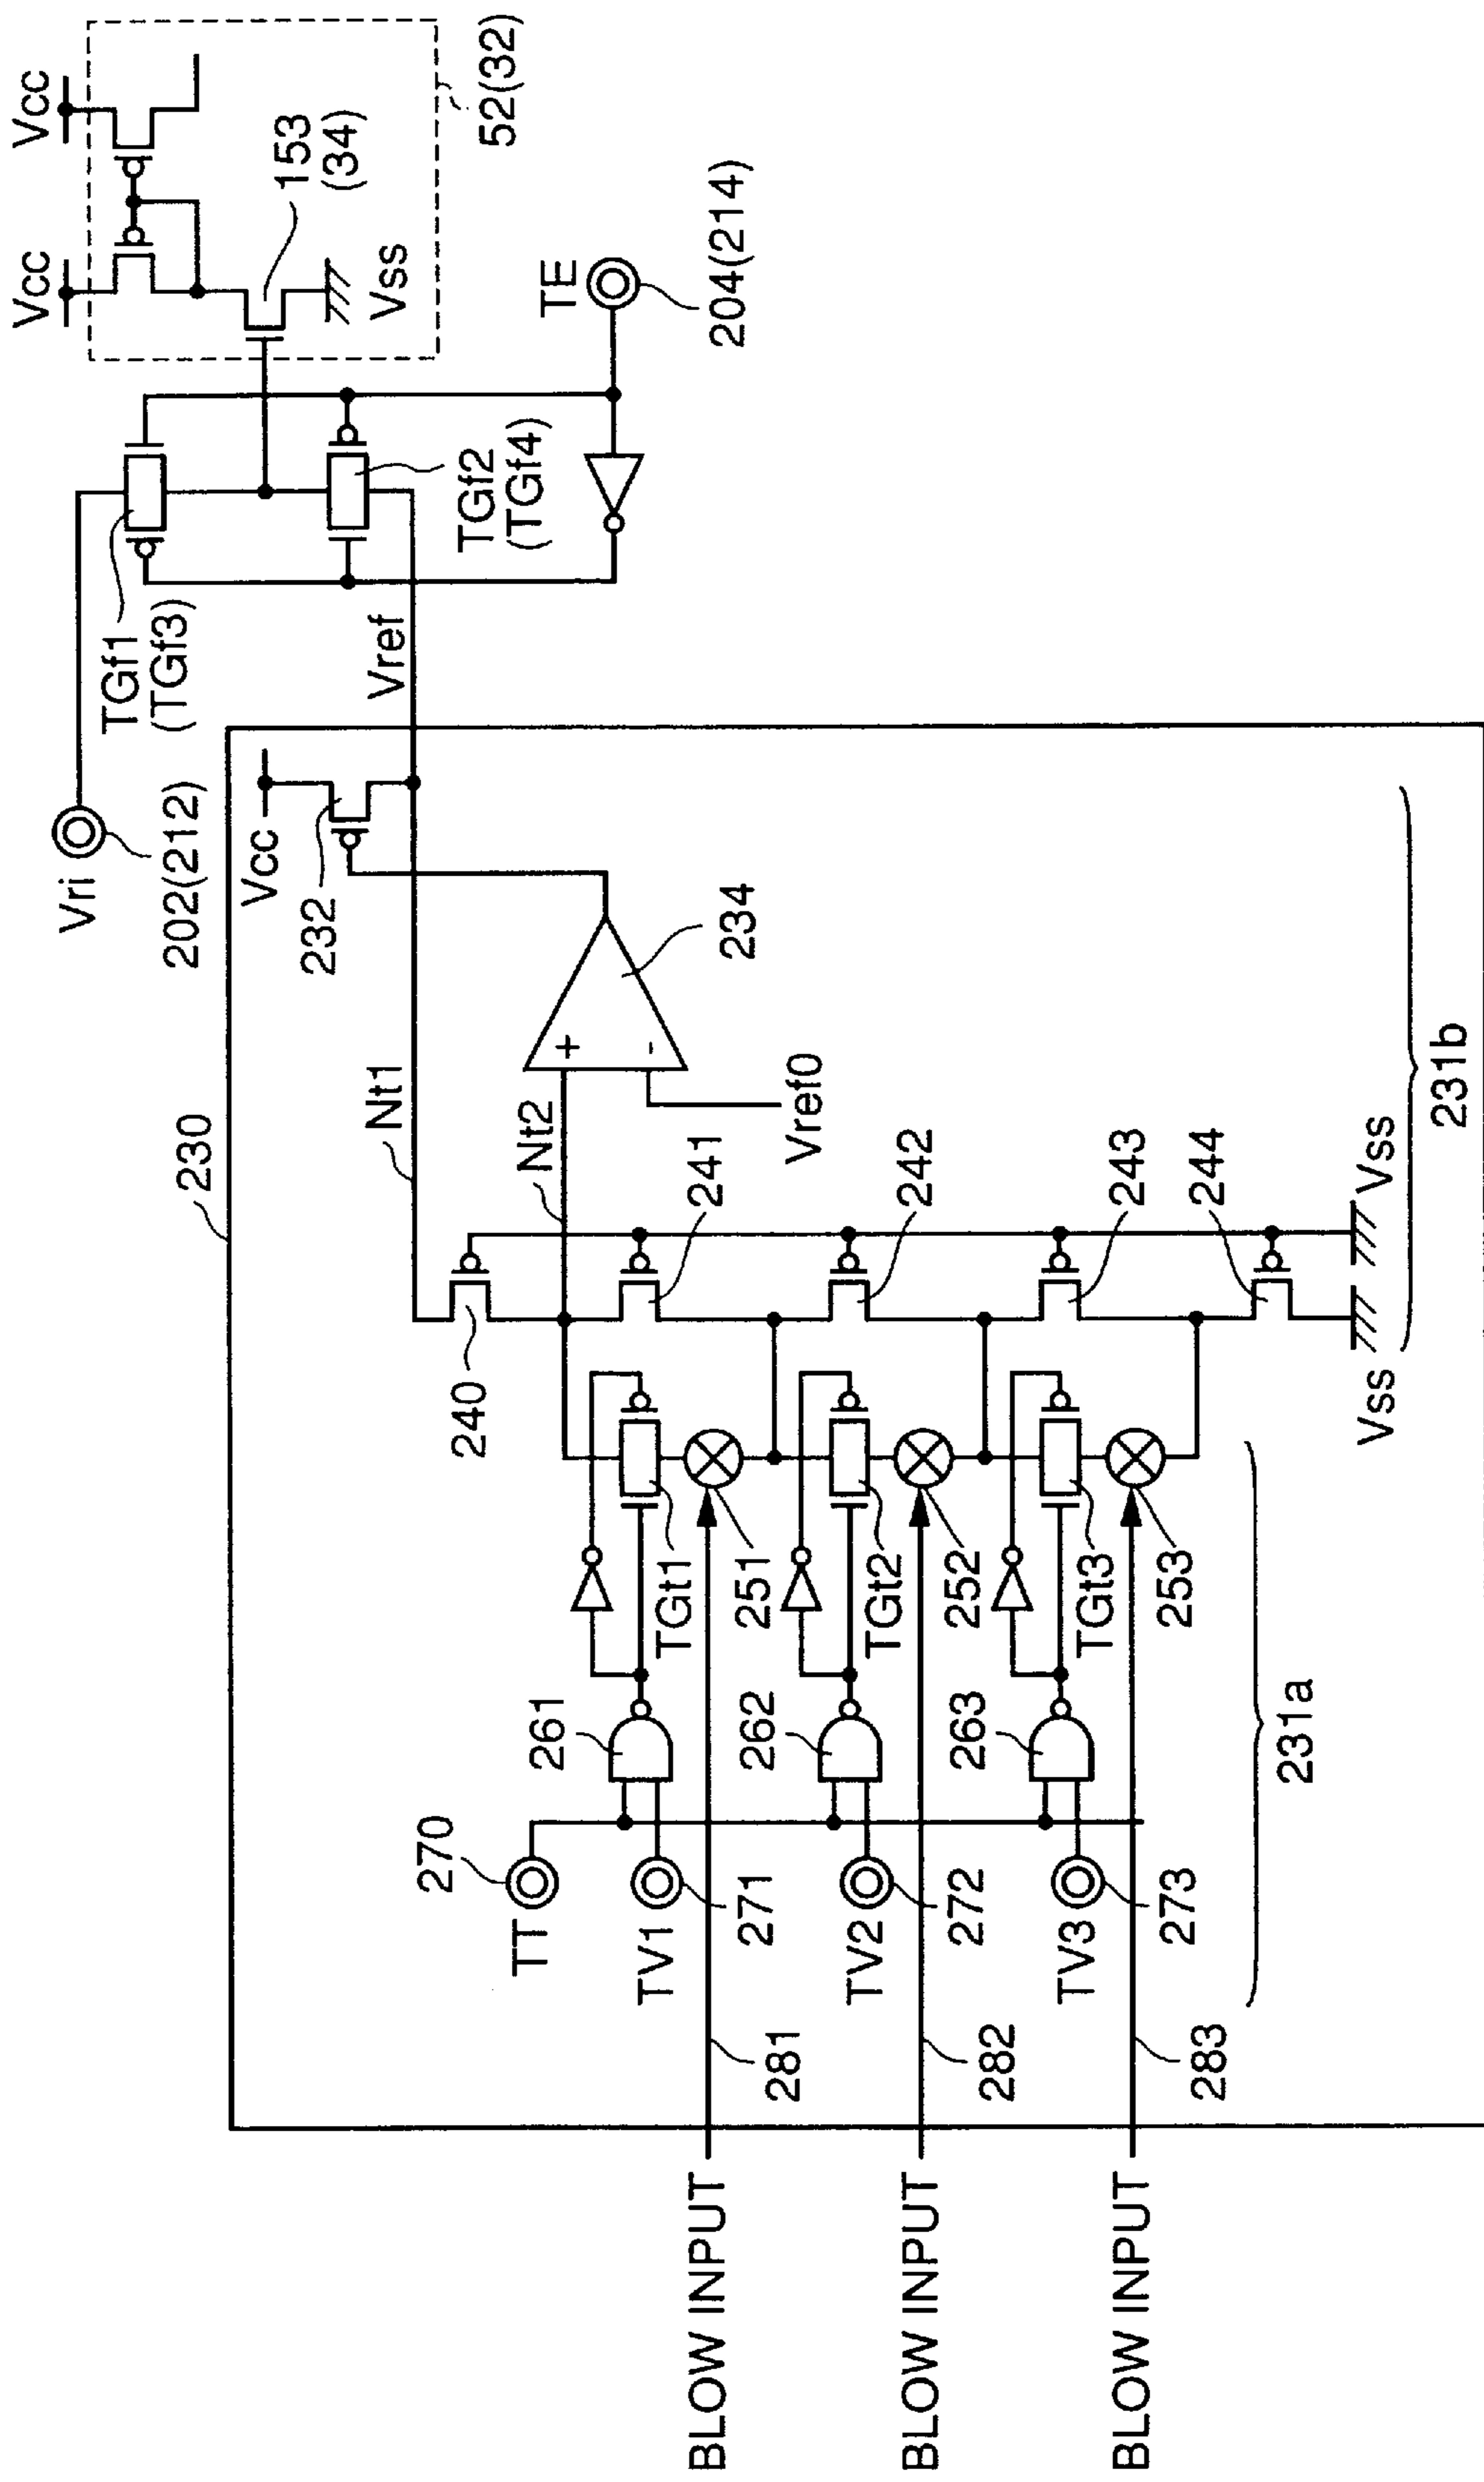 Vri
202(212)
TGf1
(TGf3)
Vcc
Vcc
153
(34)
Vss
52(32)
TE
204(214)
TGf2
(TGf4)
Vref
230
Nt1
Vcc
232
Nt2
234
+
-
Vref0
240
241
242
243
244
Vss
Vss
231b
TT
270
261
TGt1
TV1
271
251
262
TGt2
TV2
272
252
263
TGt3
TV3
273
253
231a
BLOW INPUT
281
BLOW INPUT
282
BLOW INPUT
283